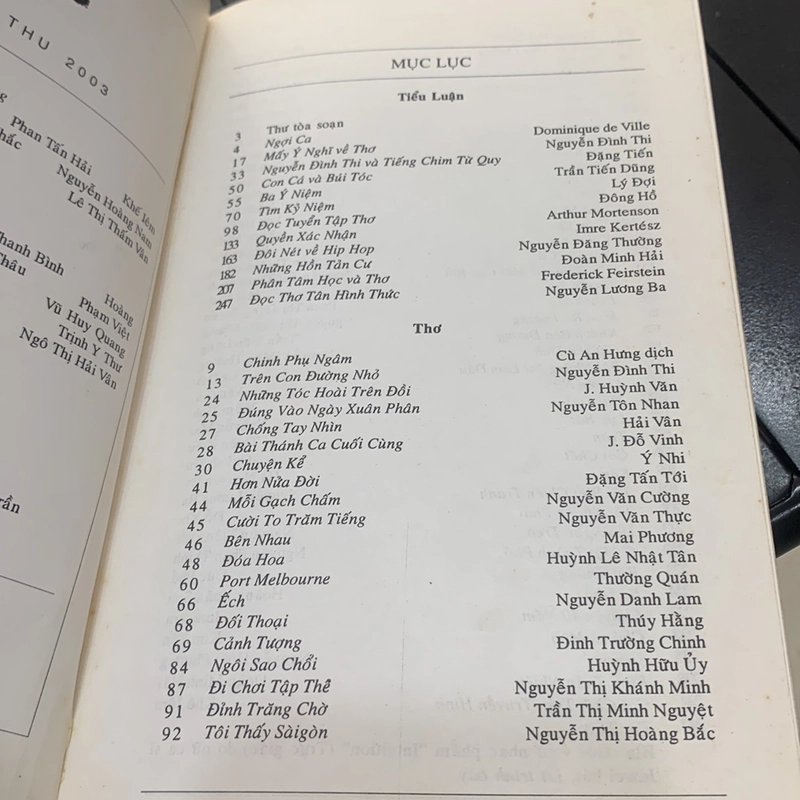 THU 2003
Phan Tấn Hải
Khế Iêm
Nguyễn Hoàng Nam
Lê Thị Thấm Vân
hanh Bình
Châu
Hoàng
Phạm Việt
Vũ Huy Quang
Trịnh Y Thư
Ngô Thị Hải Vân
rần
MỤC LỤC
Tiểu Luận
3 Thư tòa soạn
4 Ngợi Ca Dominique de Ville
17 Mấy Ý Nghĩ về Thơ Nguyễn Đình Thi
33 Nguyễn Đình Thi và Tiếng Chim Từ Quy Đặng Tiến
50 Con Cá và Búi Tóc Trần Tiến Dũng
55 Ba Ý Niệm Lý Đợi
70 Tìm Kỷ Niệm Đông Hồ
98 Đọc Tuyển Tập Thơ Arthur Mortenson
133 Quyền Xác Nhận Imre Kertész
163 Đôi Nét về Hip Hop Nguyễn Đăng Thường
182 Những Hồn Tản Cư Đoàn Minh Hải
207 Phân Tâm Học và Thơ Frederick Feirstein
247 Đọc Thơ Tân Hình Thức Nguyễn Lương Ba
Thơ
9 Chinh Phụ Ngâm Cù An Hưng dịch
13 Trên Con Đường Nhỏ Nguyễn Đình Thi
24 Những Tóc Hoài Trên Đồi J. Huỳnh Văn
25 Đúng Vào Ngày Xuân Phân Nguyễn Tôn Nhan
27 Chống Tay Nhìn Hải Vân
28 Bài Thánh Ca Cuối Cùng J. Đỗ Vinh
30 Chuyện Kể Ý Nhi
41 Hơn Nửa Đời Đặng Tấn Tới
44 Mỗi Gạch Chấm Nguyễn Văn Cường
45 Cười To Trăm Tiếng Nguyễn Văn Thực
46 Bên Nhau Mai Phương
48 Đóa Hoa Huỳnh Lê Nhật Tấn
60 Port Melbourne Thường Quán
66 Ếch Nguyễn Danh Lam
68 Đối Thoại Thúy Hằng
69 Cảnh Tượng Đinh Trường Chinh
84 Ngôi Sao Chổi Huỳnh Hữu Ủy
87 Đi Chơi Tập Thể Nguyễn Thị Khánh Minh
91 Đỉnh Trăng Chờ Trần Thị Minh Nguyệt
92 Tôi Thấy Sàigòn Nguyễn Thị Hoàng Bắc